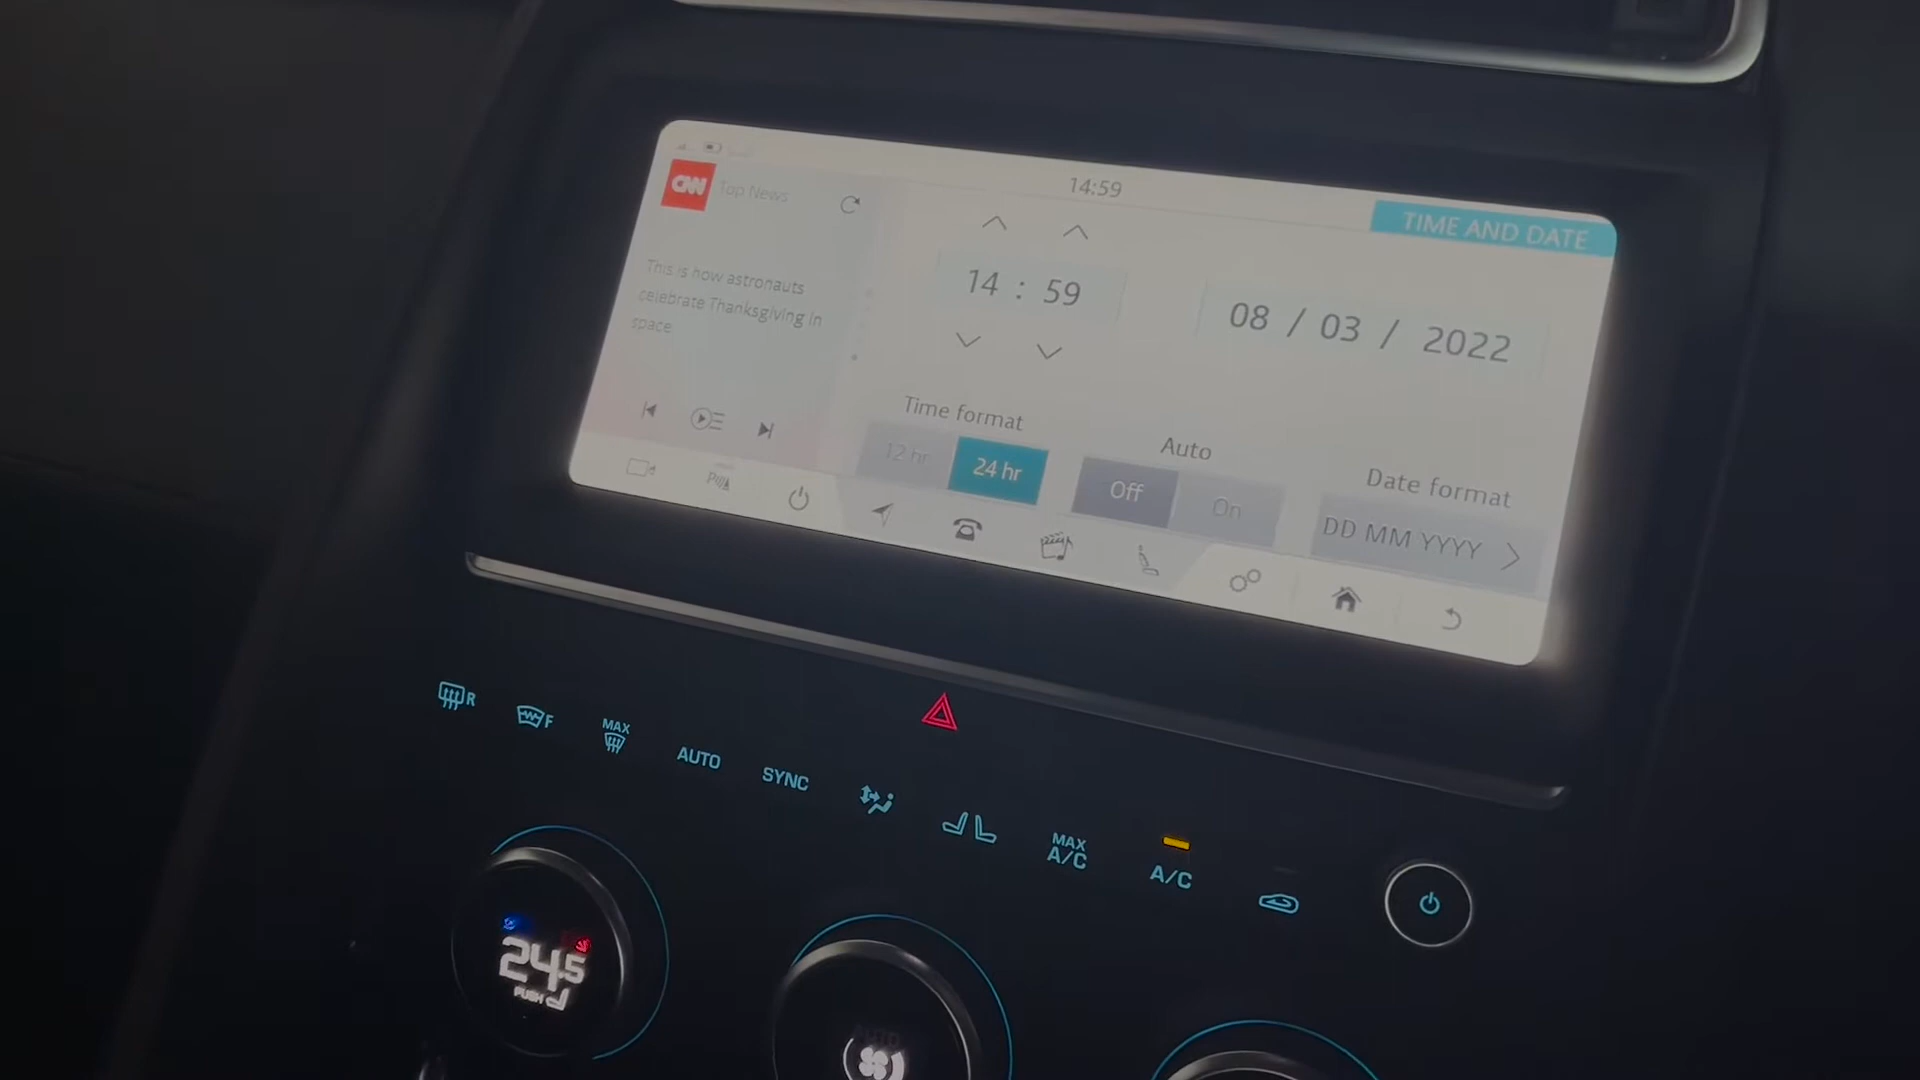 14:59
CNN Top News
TIME AND DATE
This is how astronauts
celebrate Thanksgiving in
space
14 : 59
08 / 03 / 2022
Time format
12 hr 24 hr
Auto
Off On
Date format
DD MM YYYY
R
F
MAX
AUTO
SYNC
MAX
A/C
A/C
24.5
PUSH
AUTO